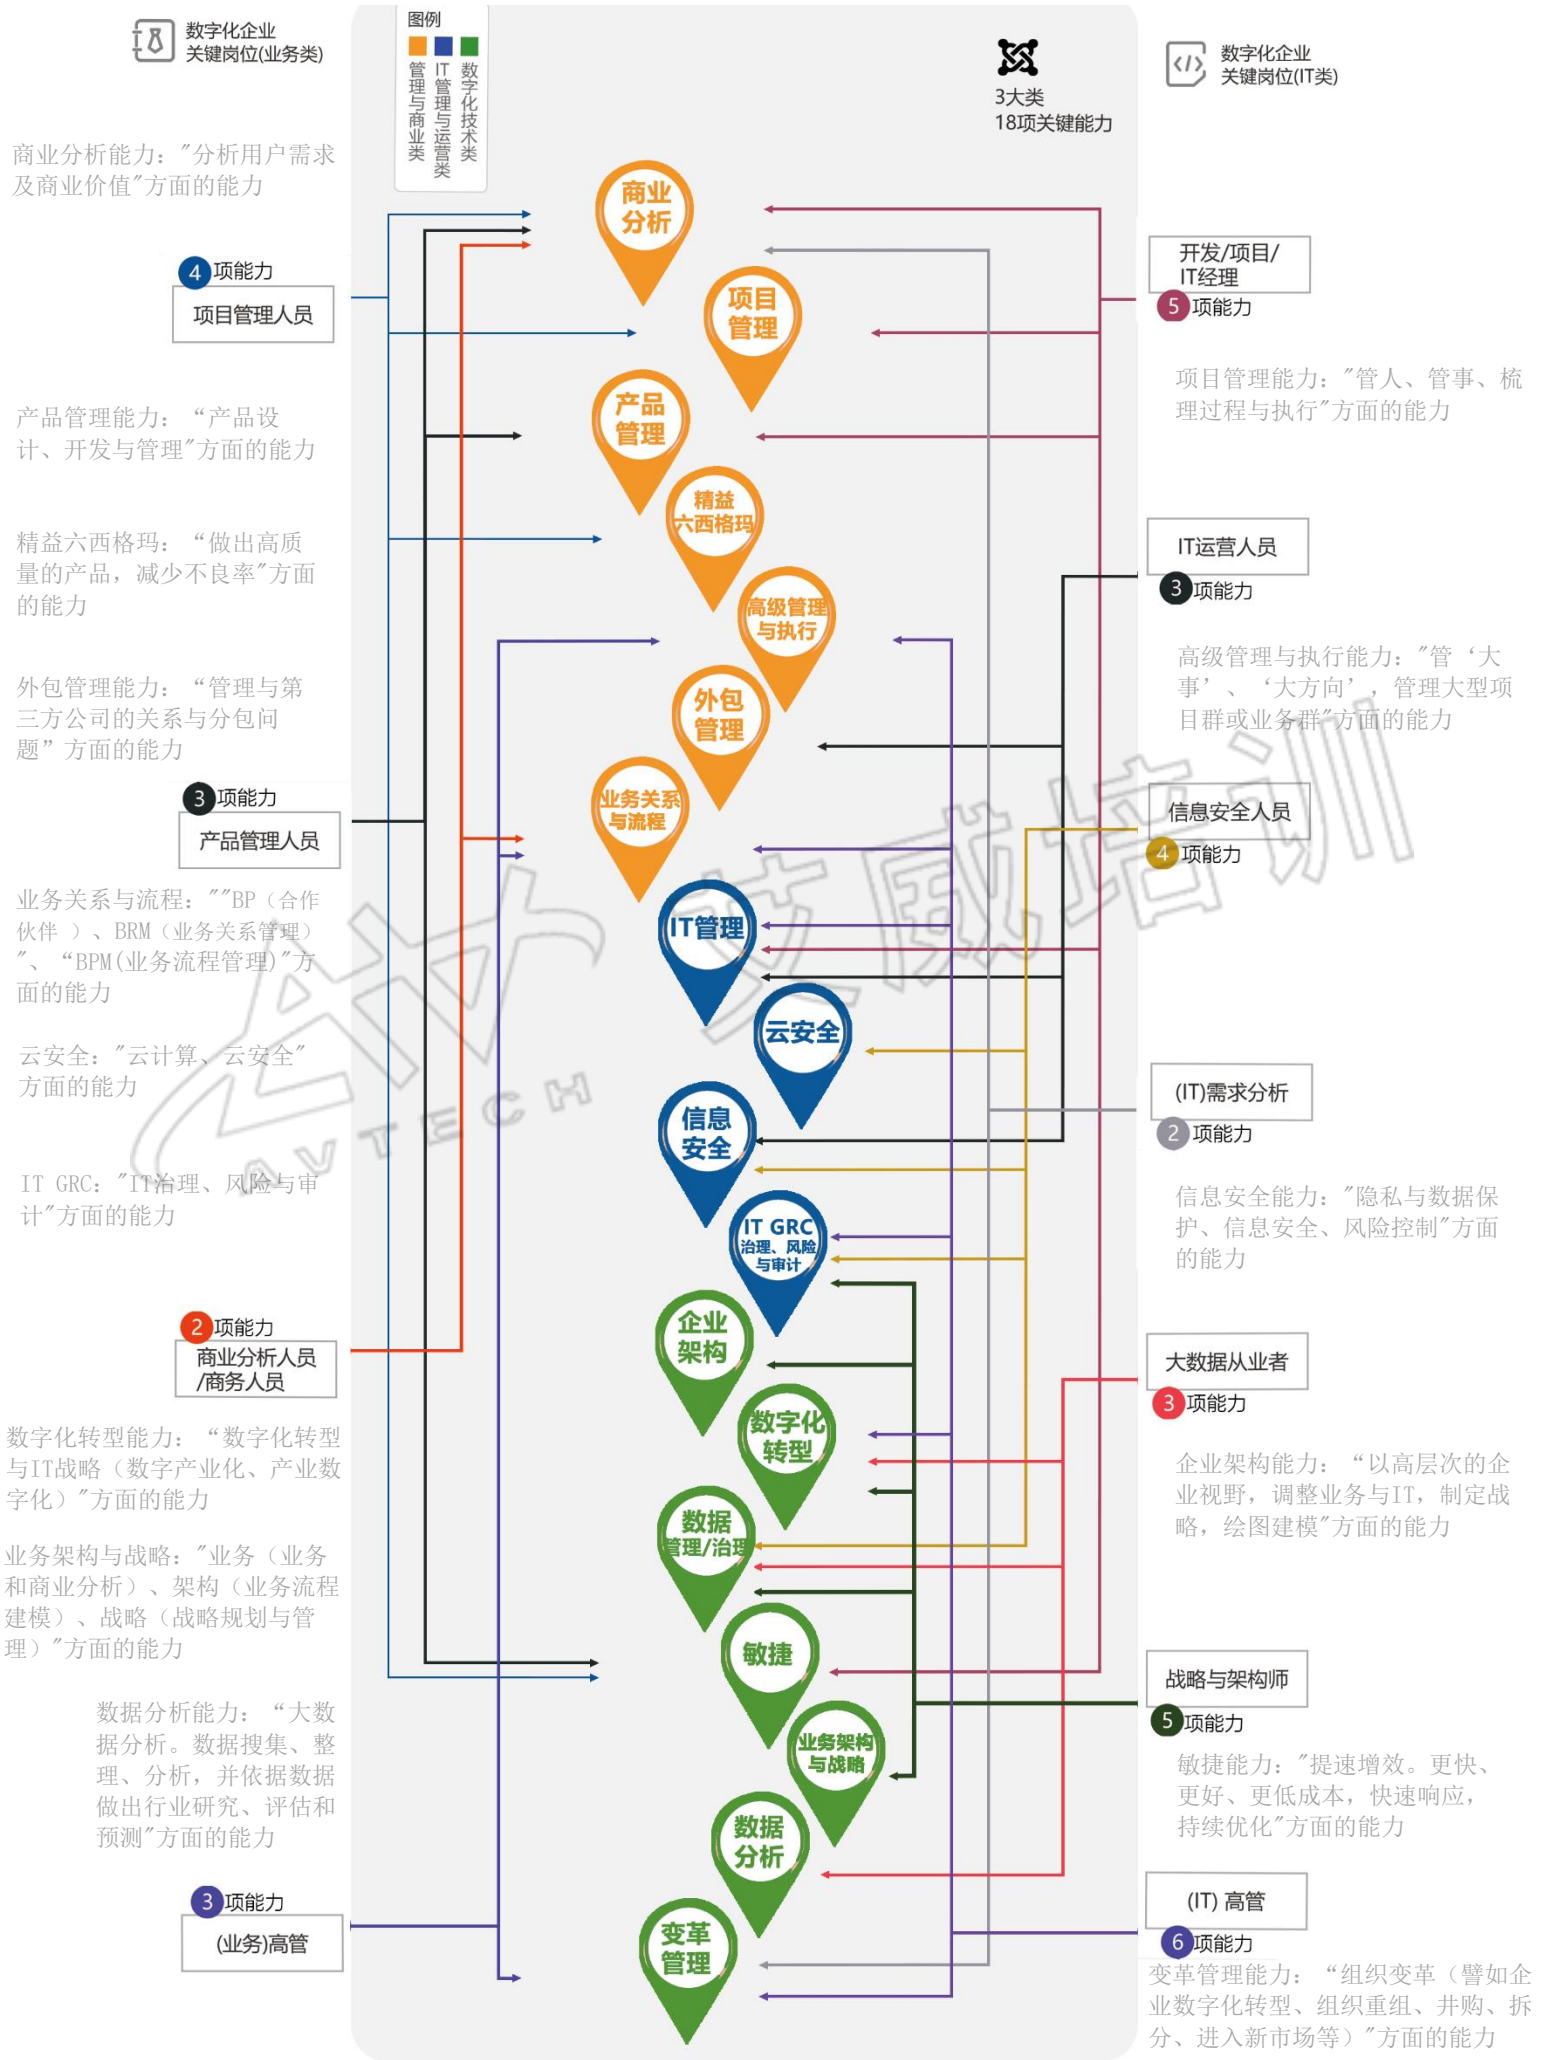 数字化企业
关键岗位(业务类)
图例
管理与商业类
IT管理与运营类
数字化技术类
3大类
18项关键能力
数字化企业
关键岗位(IT类)
商业分析能力："分析用户需求
及商业价值"方面的能力
4项能力
项目管理人员
产品管理能力：“产品设
计、开发与管理"方面的能力
精益六西格玛：“做出高质
量的产品，减少不良率"方面
的能力
外包管理能力：“管理与第
三方公司的关系与分包问
题”方面的能力
3项能力
产品管理人员
业务关系与流程：""BP（合作
伙伴 ）、BRM（业务关系管理）
"、“BPM(业务流程管理)"方
面的能力
云安全："云计算、云安全"
方面的能力
IT GRC："IT治理、风险与审
计"方面的能力
2项能力
商业分析人员
/商务人员
数字化转型能力：“数字化转型
与IT战略（数字产业化、产业数
字化）"方面的能力
业务架构与战略："业务（业务
和商业分析）、架构（业务流程
建模）、战略（战略规划与管
理）"方面的能力
数据分析能力：“大数
据分析。数据搜集、整
理、分析，并依据数据
做出行业研究、评估和
预测"方面的能力
3项能力
(业务)高管
商业
分析
项目
管理
产品
管理
精益
六西格玛
高级管理
与执行
外包
管理
业务关系
与流程
IT管理
云安全
信息
安全
IT GRC
治理、风险
与审计
企业
架构
数字化
转型
数据
管理/治理
敏捷
业务架构
与战略
数据
分析
变革
管理
开发/项目/
IT经理
5项能力
项目管理能力："管人、管事、梳
理过程与执行"方面的能力
IT运营人员
3项能力
高级管理与执行能力："管‘大
事’、‘大方向’，管理大型项
目群或业务群"方面的能力
信息安全人员
4项能力
(IT)需求分析
2项能力
信息安全能力："隐私与数据保
护、信息安全、风险控制"方面
的能力
大数据从业者
3项能力
企业架构能力：“以高层次的企
业视野，调整业务与IT，制定战
略，绘图建模"方面的能力
战略与架构师
5项能力
敏捷能力："提速增效。更快、
更好、更低成本，快速响应，
持续优化"方面的能力
(IT) 高管
6项能力
变革管理能力：“组织变革（譬如企
业数字化转型、组织重组、井购、拆
分、进入新市场等）"方面的能力
AVTECH
艾威培训